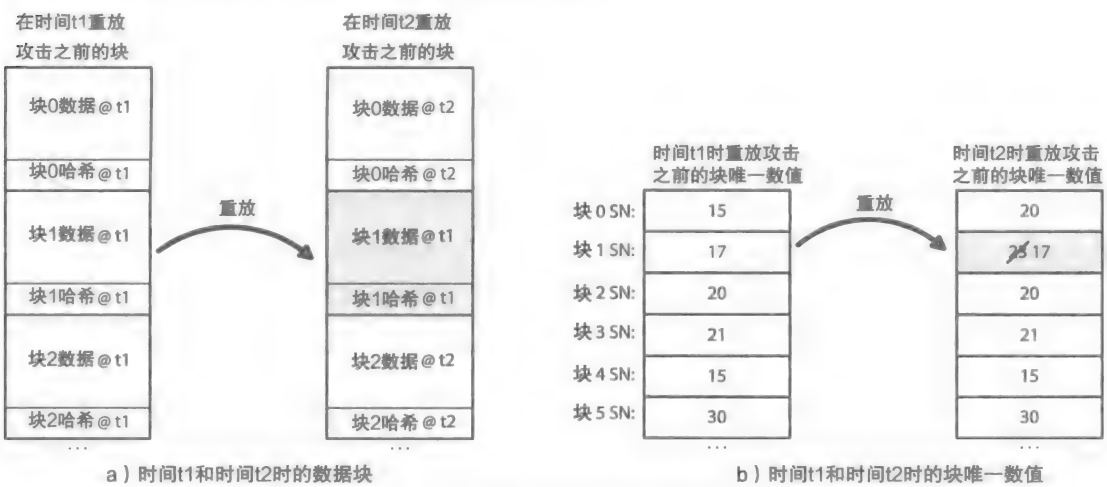 在时间t1重放
攻击之前的块
块0数据@t1
块0哈希@t1
块1数据@t1
块1哈希@t1
块2数据@t1
块2哈希@t1
...
重放
在时间t2重放
攻击之前的块
块0数据@t2
块0哈希@t2
块1数据@t1
块1哈希@t1
块2数据@t2
块2哈希@t2
...
a)时间t1和时间t2时的数据块
时间t1时重放攻击
之前的块唯一数值
块 0 SN: 15
块 1 SN: 17
块 2 SN: 20
块 3 SN: 21
块 4 SN: 15
块 5 SN: 30
...
重放
时间t2时重放攻击
之前的块唯一数值
20
17
20
21
15
30
...
b)时间t1和时间t2时的块唯一数值